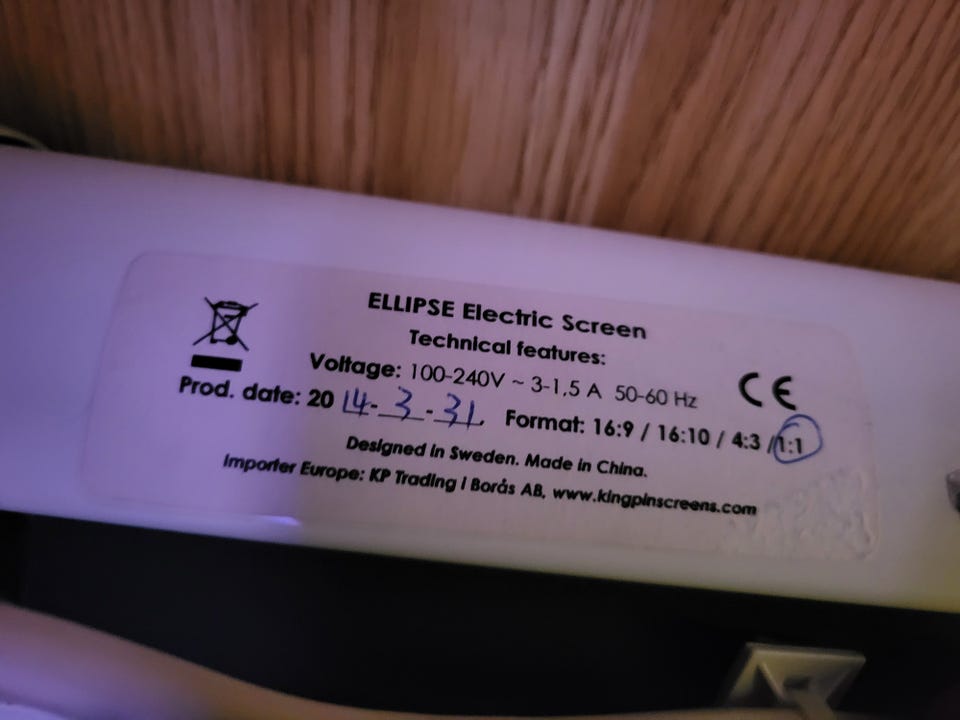 ELLIPSE Electric Screen
Technical features:
Voltage: 100-240V ~ 3-1,5 A 50-60 Hz
CE
Prod. date: 20 14-3-31. Format: 16:9 / 16:10 / 4:3 / 1:1
Designed in Sweden. Made in China.
Importer Europe: KP Trading i Borås AB, www.kingpinscreens.com